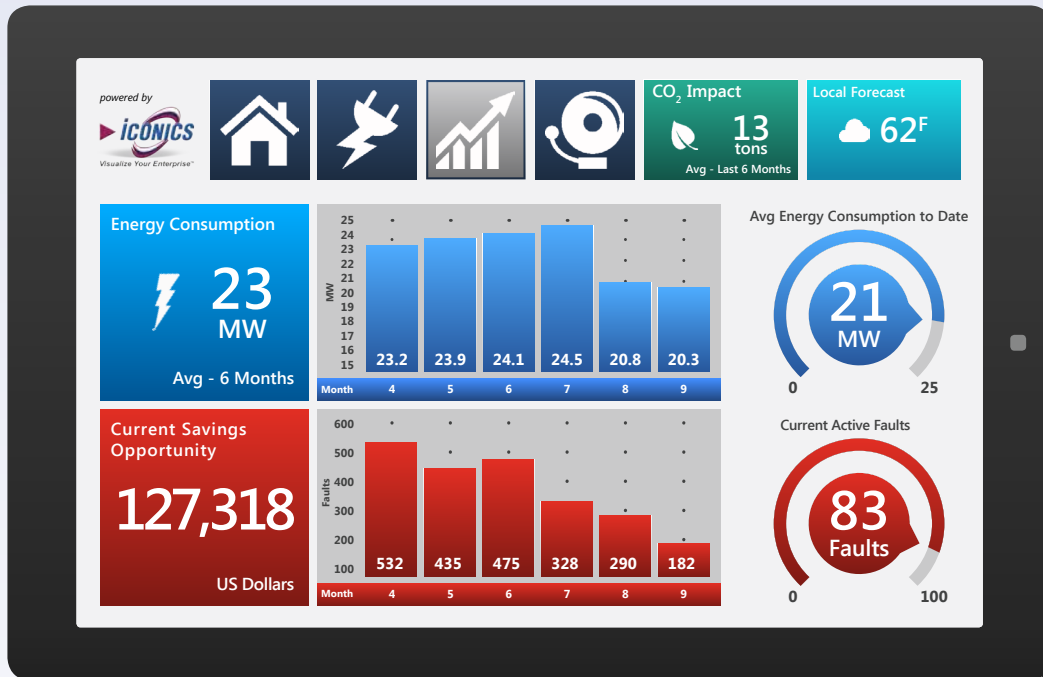 powered by
ICONICS
Visualize Your Enterprise™
CO2 Impact
13
tons
Avg - Last 6 Months
Local Forecast
62F
Energy Consumption
23
MW
Avg - 6 Months
25
24
23
22
21
20
19
18
17
16
15
MW
23.2 23.9 24.1 24.5 20.8 20.3
Month 4 5 6 7 8 9
Avg Energy Consumption to Date
21
MW
0 25
Current Savings
Opportunity
127,318
US Dollars
600
500
400
300
200
100
Faults
532 435 475 328 290 182
Month 4 5 6 7 8 9
Current Active Faults
83
Faults
0 100